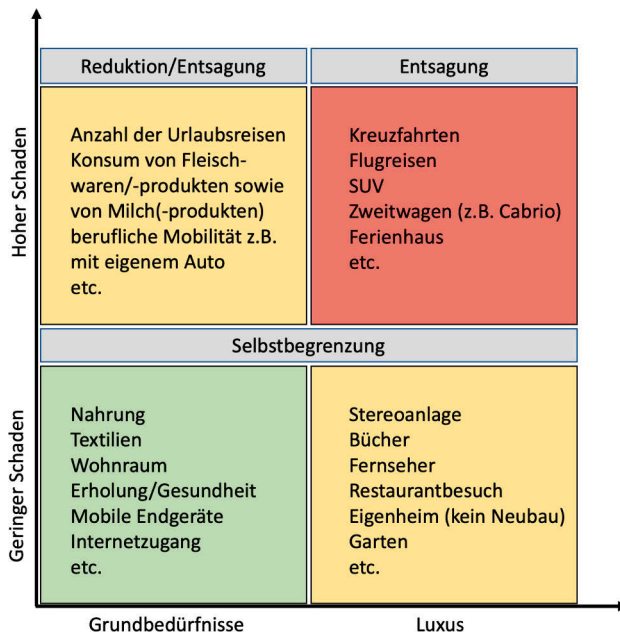 Reduktion/Entsagung
Entsagung
Hoher Schaden
Anzahl der Urlaubsreisen
Konsum von Fleisch-
waren/-produkten sowie
von Milch(-produkten)
berufliche Mobilität z.B.
mit eigenem Auto
etc.
Kreuzfahrten
Flugreisen
SUV
Zweitwagen (z.B. Cabrio)
Ferienhaus
etc.
Selbstbegrenzung
Geringer Schaden
Nahrung
Textilien
Wohnraum
Erholung/Gesundheit
Mobile Endgeräte
Internetzugang
etc.
Stereoanlage
Bücher
Fernseher
Restaurantbesuch
Eigenheim (kein Neubau)
Garten
etc.
Grundbedürfnisse
Luxus